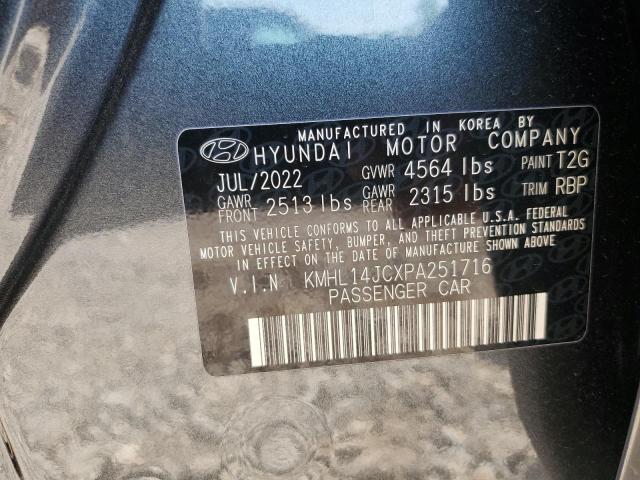 MANUFACTURED IN KOREA BY
HYUNDAI MOTOR COMPANY
JUL/2022 GVWR 4564 lbs PAINT T2G
GAWR FRONT 2513 lbs GAWR REAR 2315 lbs TRIM RBP
THIS VEHICLE CONFORMS TO ALL APPLICABLE U.S.A. FEDERAL
MOTOR VEHICLE SAFETY, BUMPER, AND THEFT PREVENTION STANDARDS
IN EFFECT ON THE DATE OF MANUFACTURE SHOWN ABOVE.
V.I.N KMHL14JCXPA251716
PASSENGER CAR